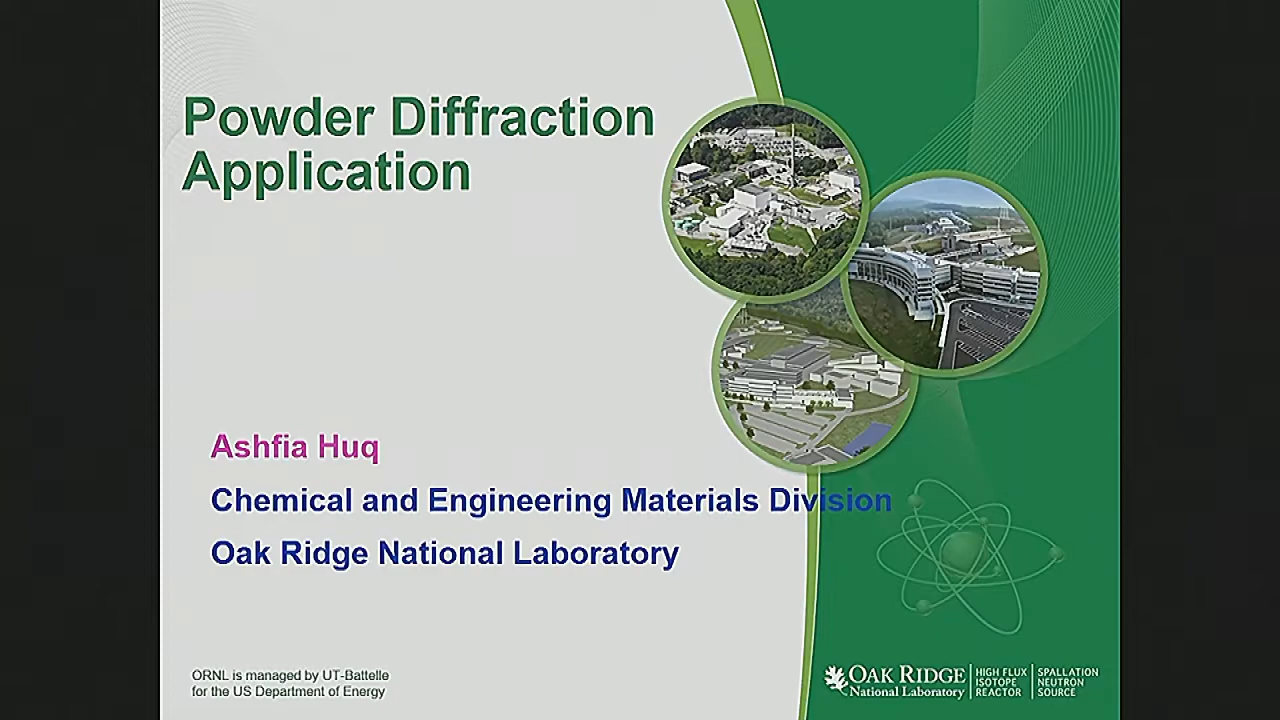 Powder Diffraction
Application
Ashfia Huq
Chemical and Engineering Materials Division
Oak Ridge National Laboratory
ORNL is managed by UT-Battelle
for the US Department of Energy
OAK RIDGE
National Laboratory
HIGH FLUX
ISOTOPE
REACTOR
SPALLATION
NEUTRON
SOURCE